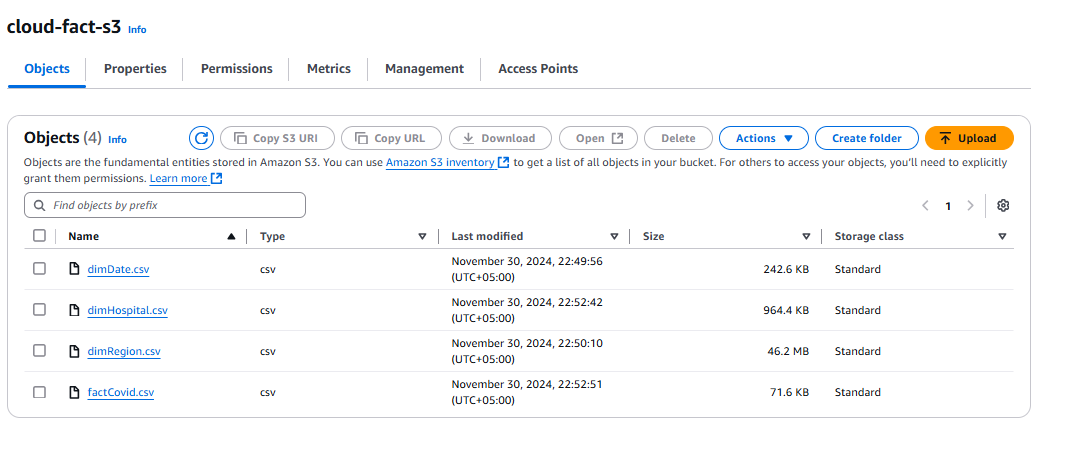 cloud-fact-s3 Info
Objects Properties Permissions Metrics Management Access Points
Objects (4) Info Copy S3 URI Copy URL Download Open Delete Actions Create folder Upload
Objects are the fundamental entities stored in Amazon S3. You can use Amazon S3 inventory to get a list of all objects in your bucket. For others to access your objects, you'll need to explicitly
grant them permissions. Learn more
Find objects by prefix 1
Name Type Last modified Size Storage class
dimDate.csv csv November 30, 2024, 22:49:56 (UTC+05:00) 242.6 KB Standard
dimHospital.csv csv November 30, 2024, 22:52:42 (UTC+05:00) 964.4 KB Standard
dimRegion.csv csv November 30, 2024, 22:50:10 (UTC+05:00) 46.2 MB Standard
factCovid.csv csv November 30, 2024, 22:52:51 (UTC+05:00) 71.6 KB Standard